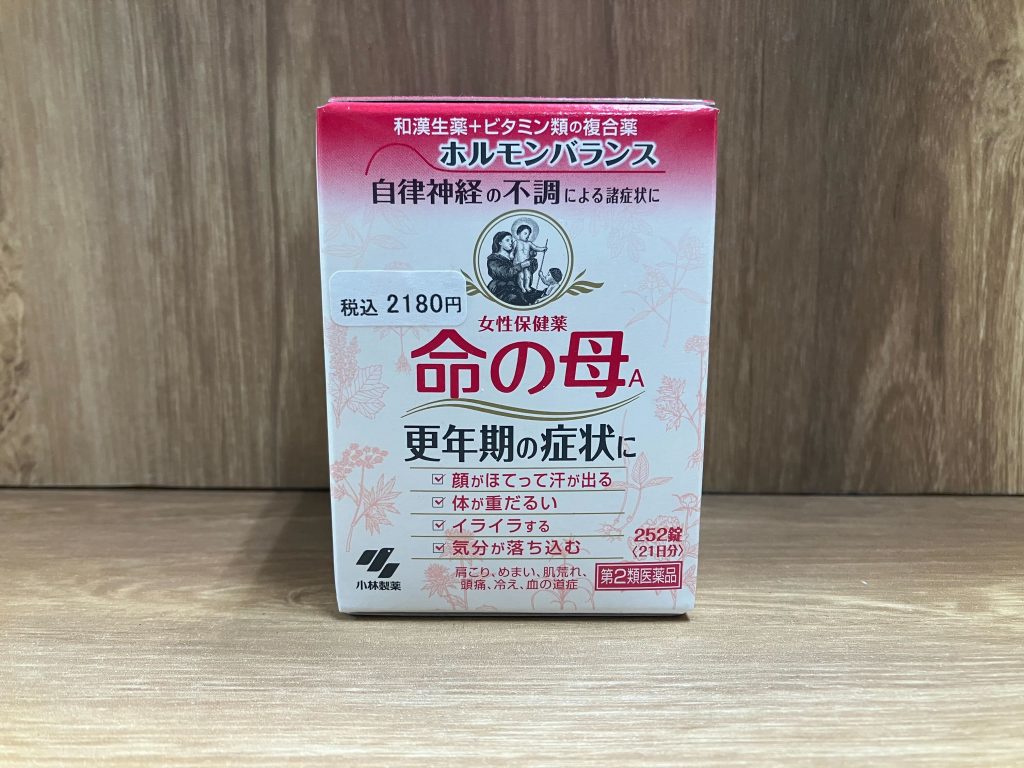 和漢生薬+ビタミン類の複合薬
ホルモンバランス
自律神経の不調による諸症状に
税込 2180円
女性保健薬
命の母A
更年期の症状に
顔がほてって汗が出る
体が重だるい
イライラする
気分が落ち込む
252錠
〈21日分〉
肩こり、めまい、肌荒れ、
頭痛、冷え、血の道症
第2類医薬品
小林製薬